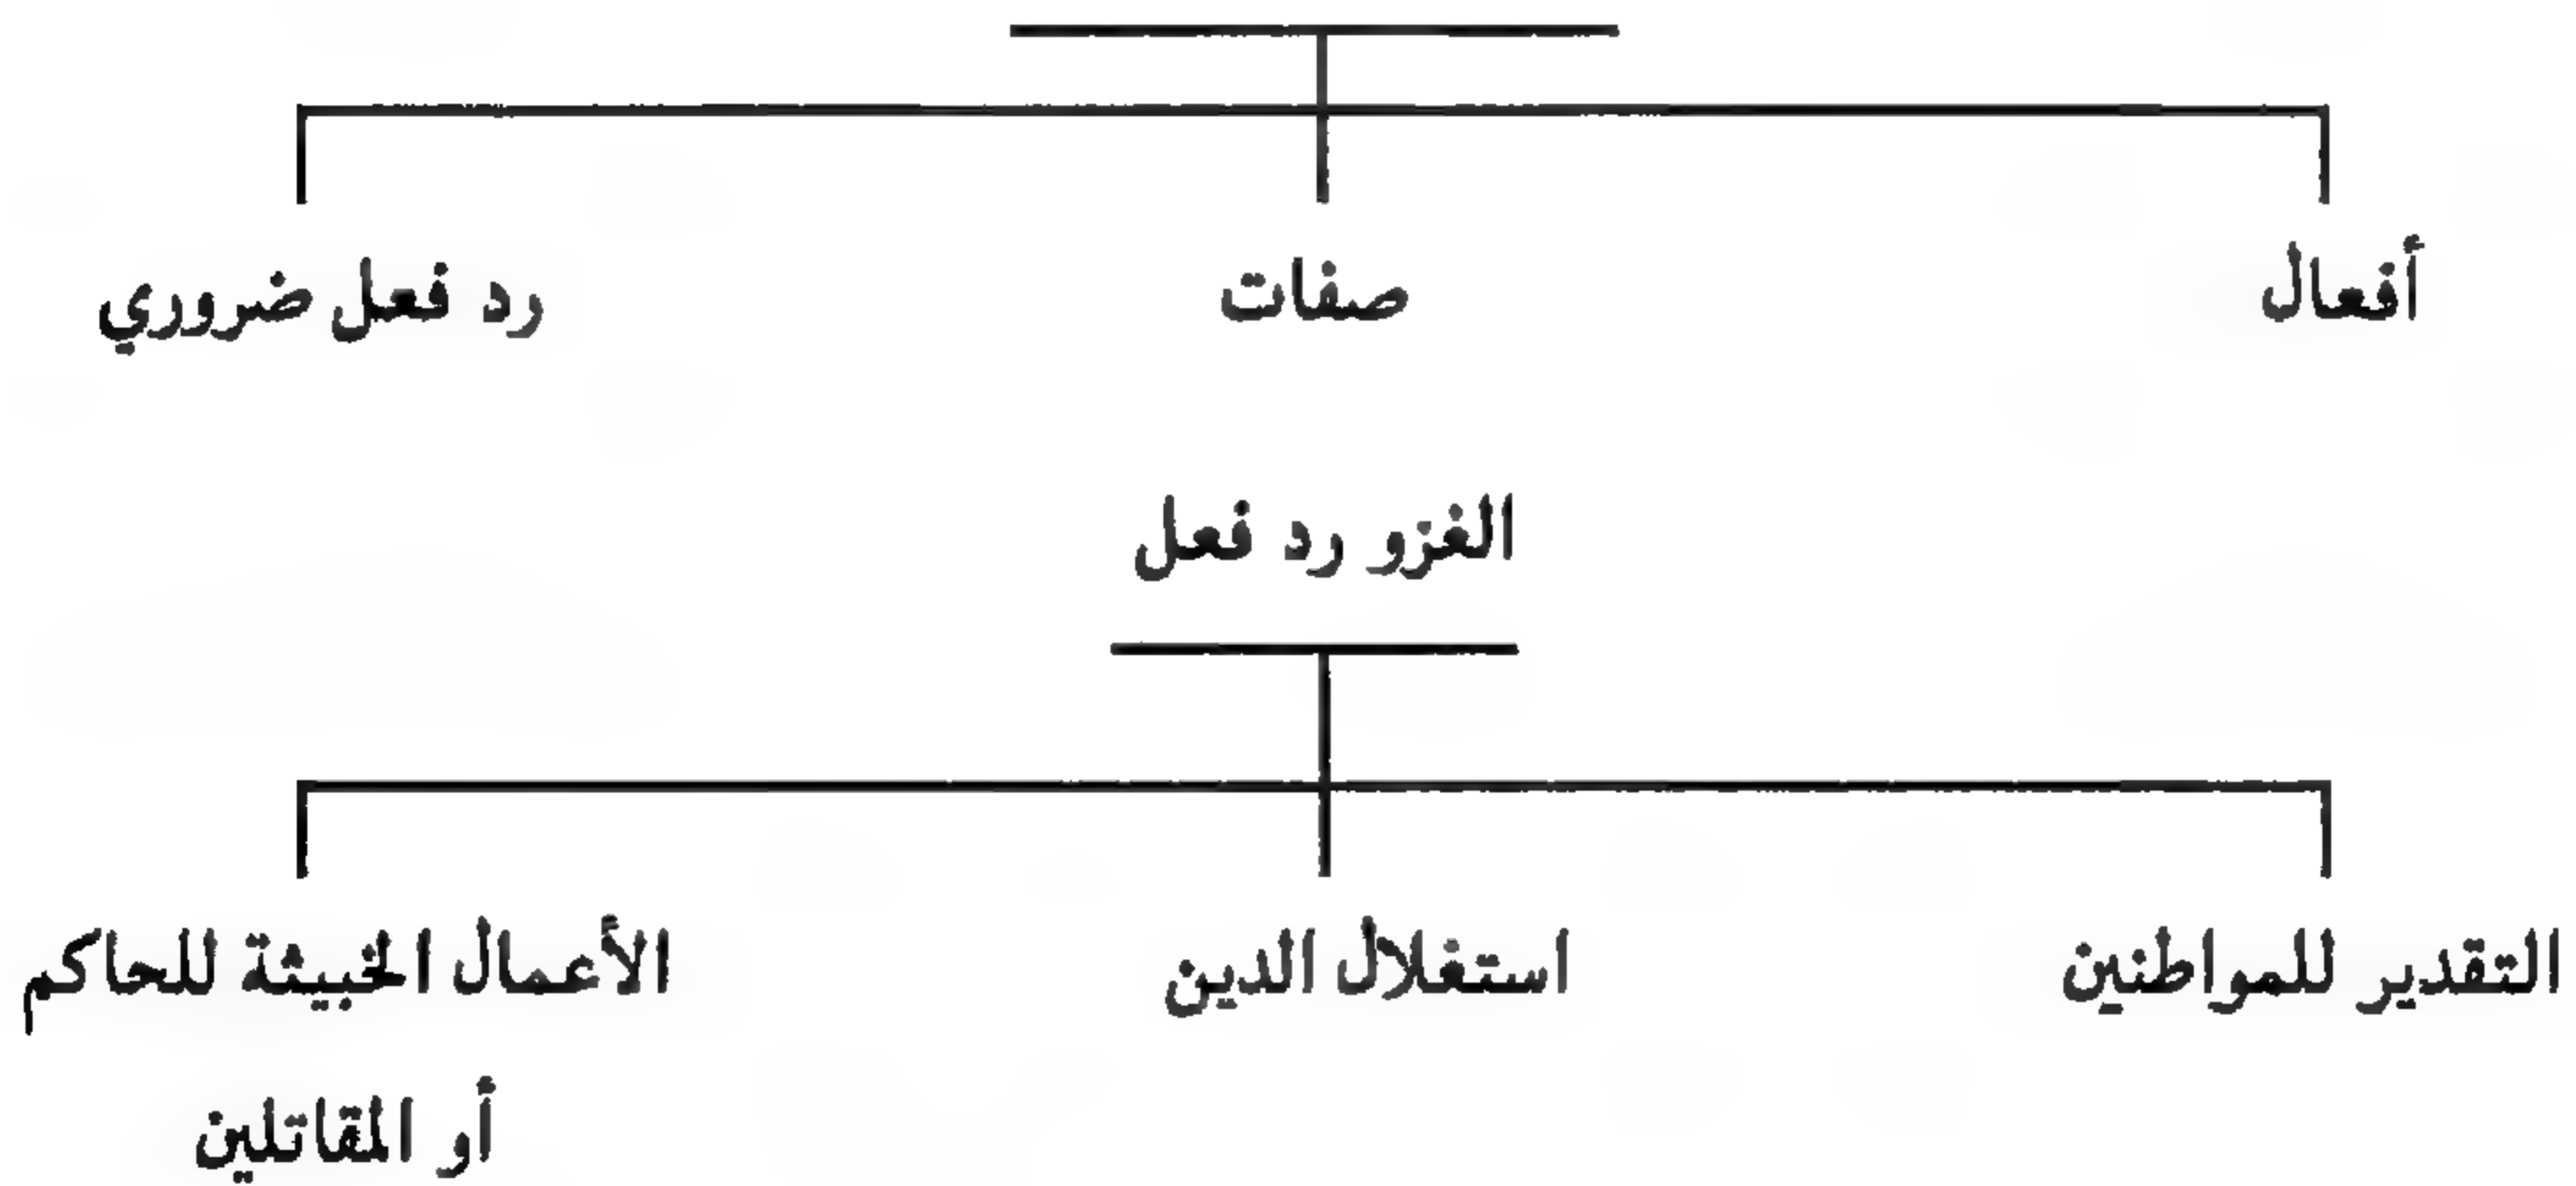 أفعال
صفات
رد فعل ضروري
الغزو رد فعل
التقدير للمواطنين
استغلال الدين
الأعمال الخبيثة للحاكم
أو المقاتلين